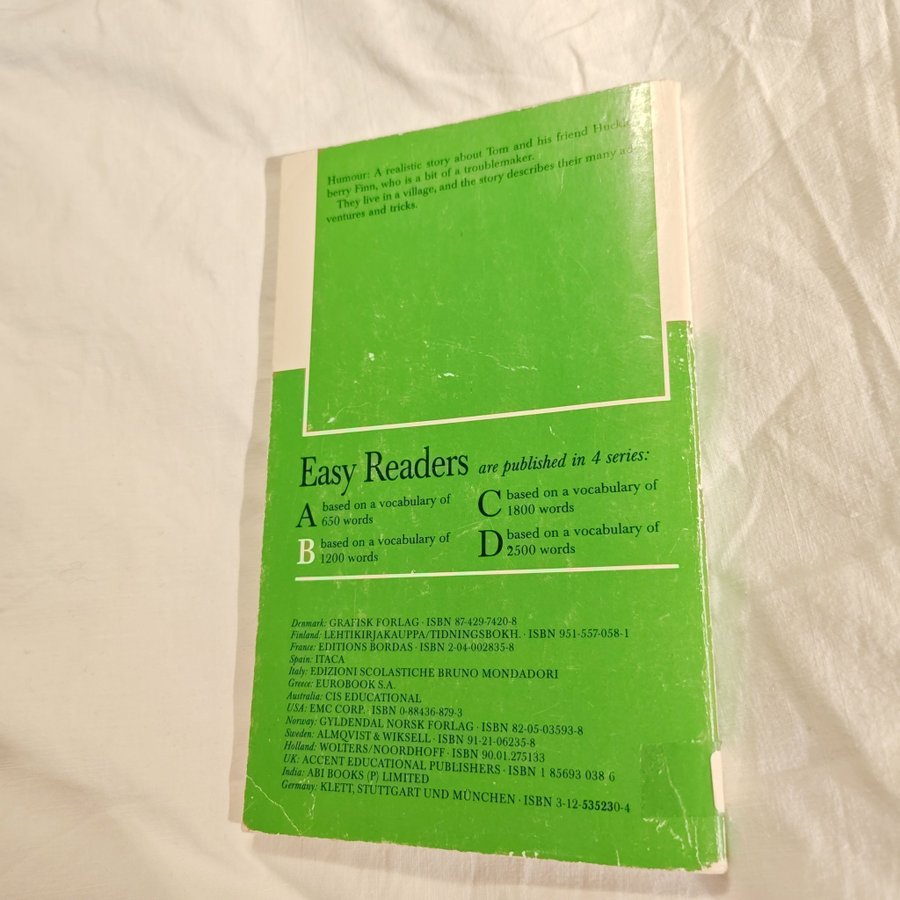 Humour: A realistic story about Tom and his friend Huckle-
berry Finn, who is a bit of a troublemaker.
They live in a village, and the story describes their many ad-
ventures and tricks.
Easy Readers are published in 4 series:
A based on a vocabulary of
650 words
B based on a vocabulary of
1200 words
C based on a vocabulary of
1800 words
D based on a vocabulary of
2500 words
Denmark: GRAFISK FORLAG · ISBN 87-429-7420-8
Finland: LEHTIKIRJAKAUPPA/TIDNINGSBOKH. · ISBN 951-557-058-1
France: EDITIONS BORDAS · ISBN 2-04-002835-8
Spain: ITACA
Italy: EDIZIONI SCOLASTICHE BRUNO MONDADORI
Greece: EUROBOOK S.A.
Australia: CIS EDUCATIONAL
USA: EMC CORP. · ISBN 0-88436-879-3
Norway: GYLDENDAL NORSK FORLAG · ISBN 82-05-03593-8
Sweden: ALMQVIST & WIKSELL · ISBN 91-21-06235-8
Holland: WOLTERS/NOORDHOFF · ISBN 90.01.275133
UK: ACCENT EDUCATIONAL PUBLISHERS · ISBN 1 85693 038 6
India: ABI BOOKS (P) LIMITED
Germany: KLETT, STUTTGART UND MÜNCHEN · ISBN 3-12-535230-4